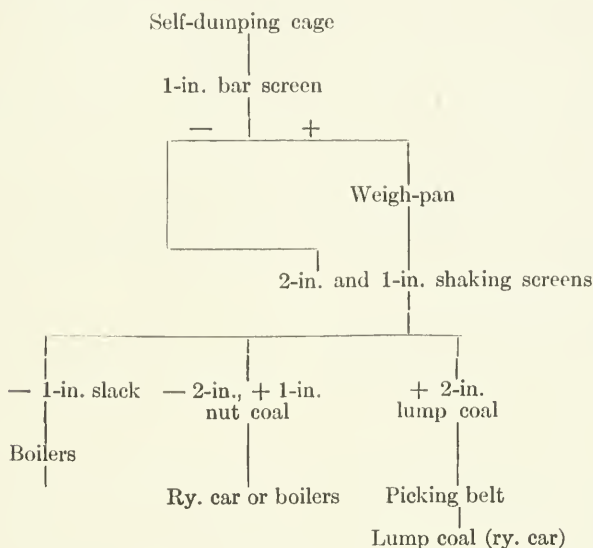 Self-dumping cage
1-in. bar screen
— +
Weigh-pan
2-in. and 1-in. shaking screens
— 1-in. slack
— 2-in., + 1-in.
nut coal
+ 2-in.
lump coal
Boilers
Ry. car or boilers
Picking belt
Lump coal (ry. car)